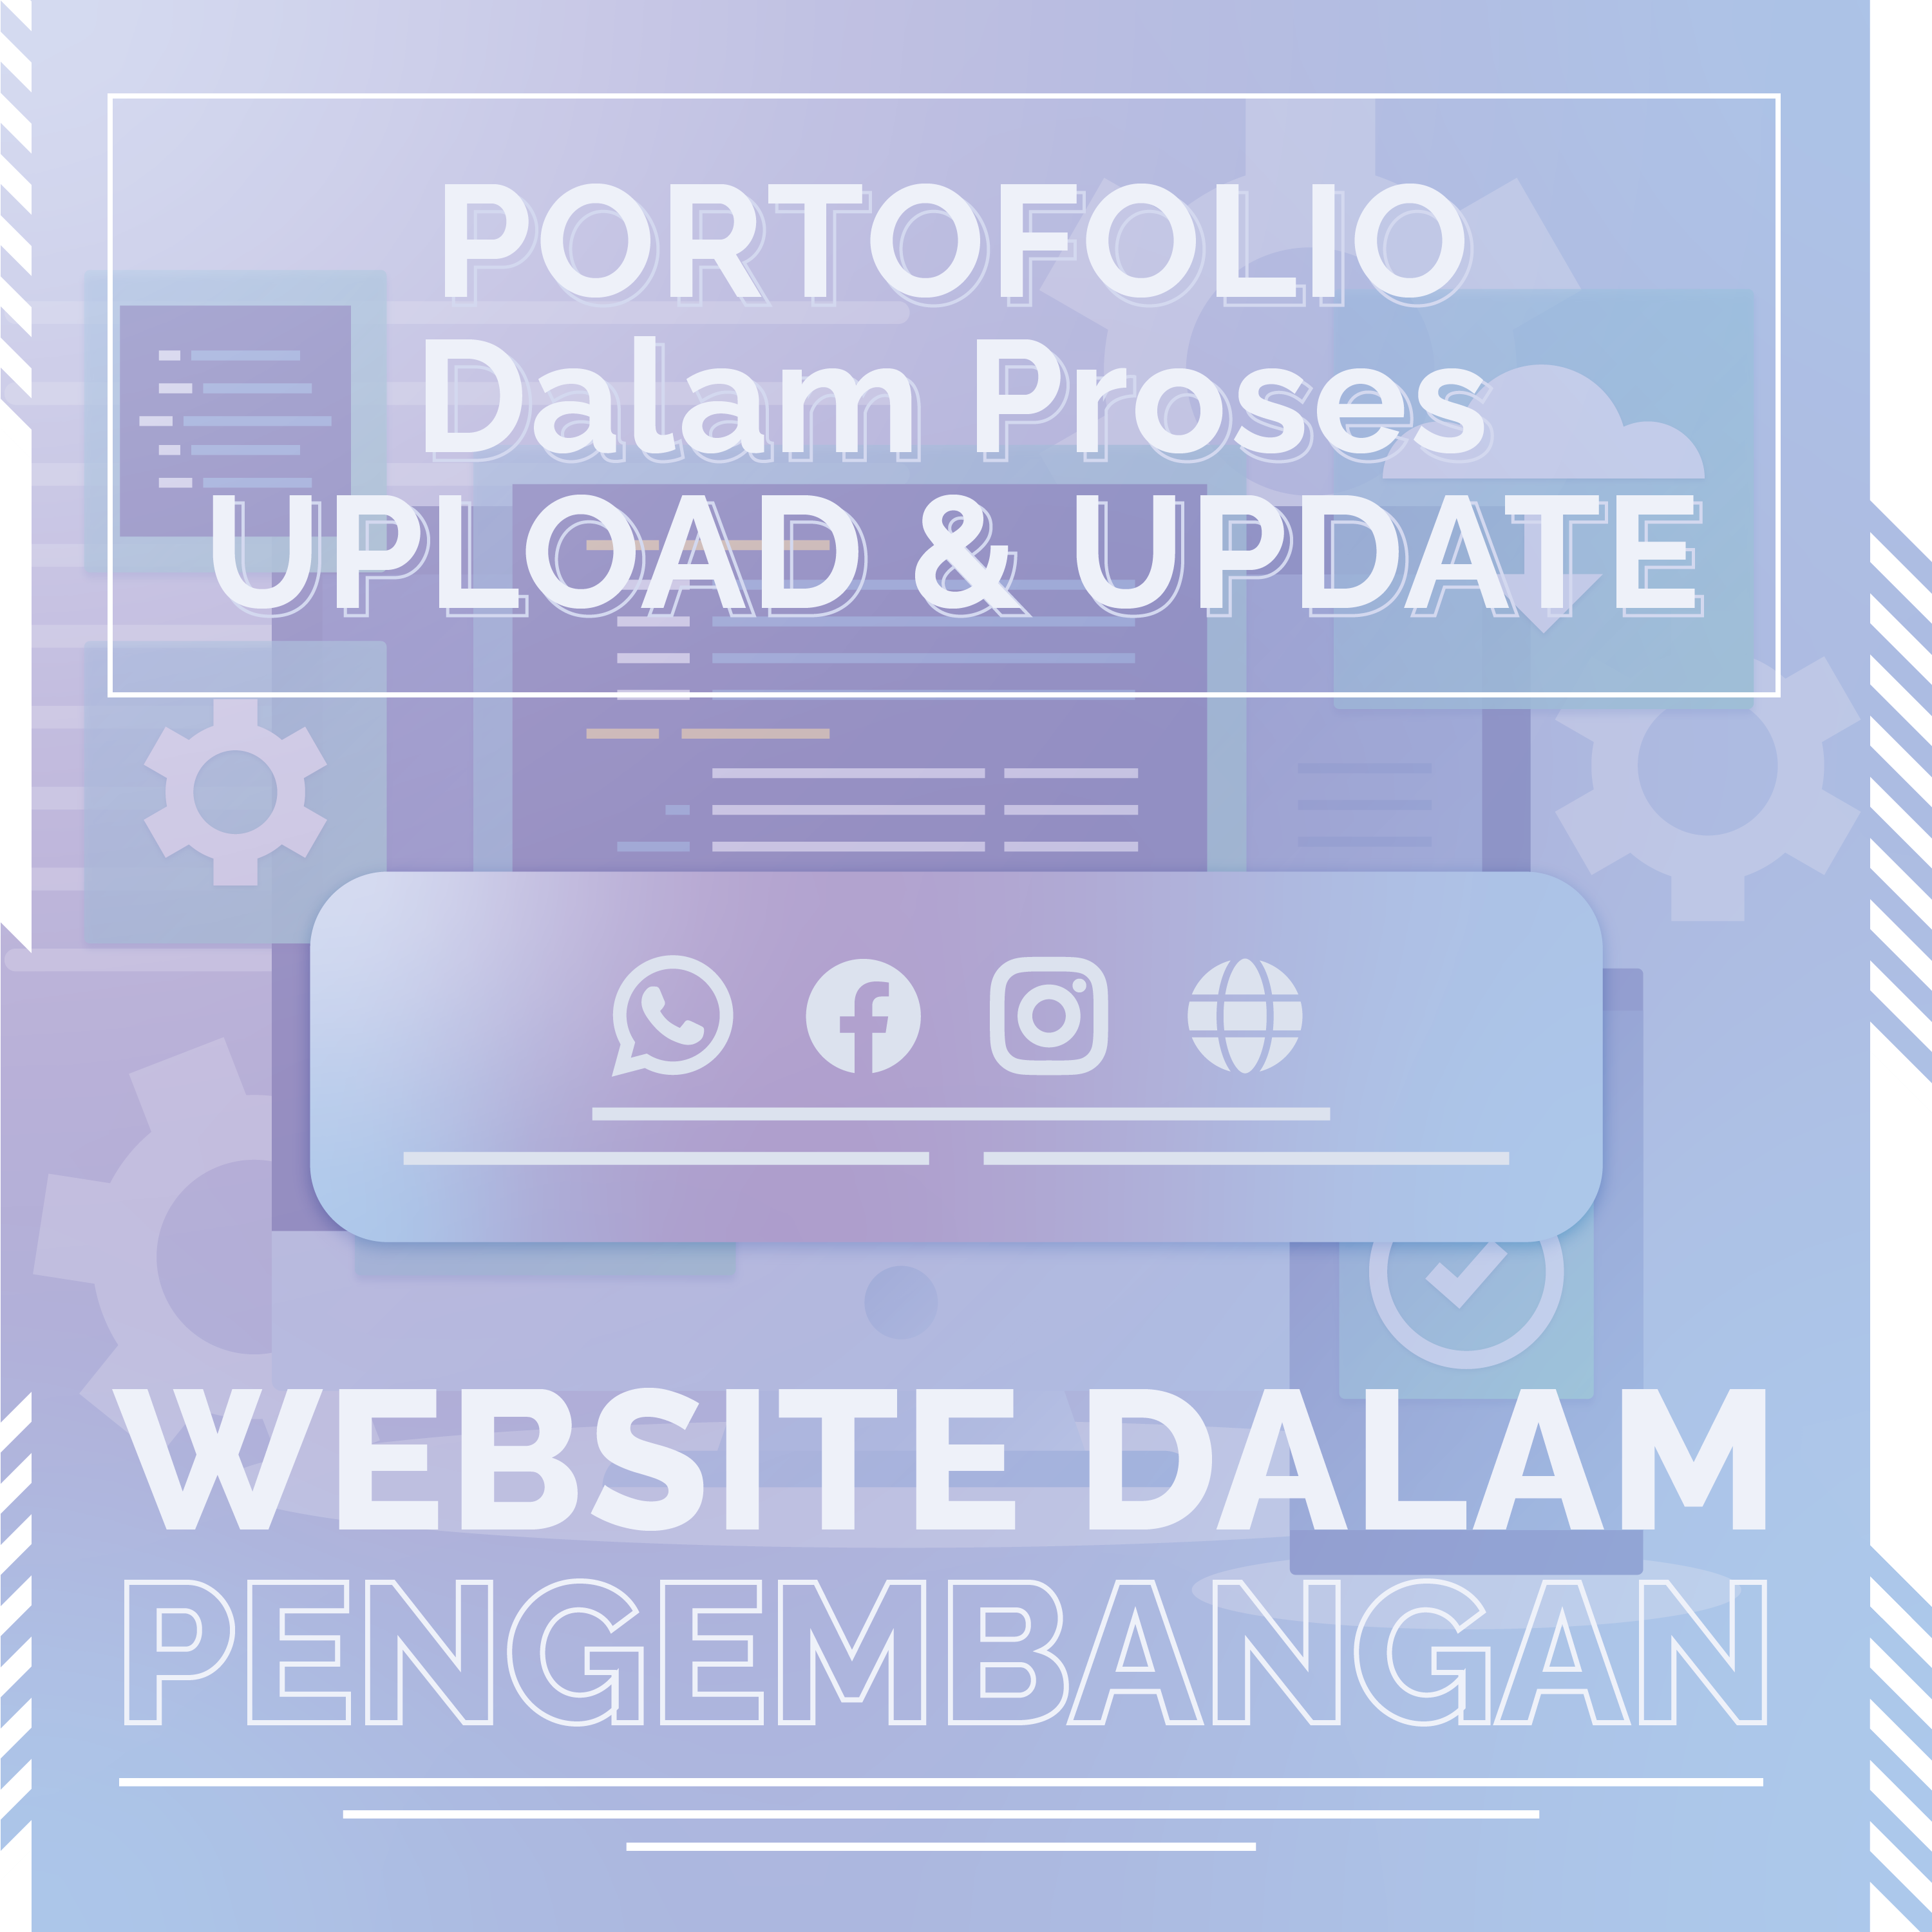 PORTOFOLIO
Dalam Proses
UPLOAD & UPDATE
WEBSITE DALAM
PENGEMBANGAN